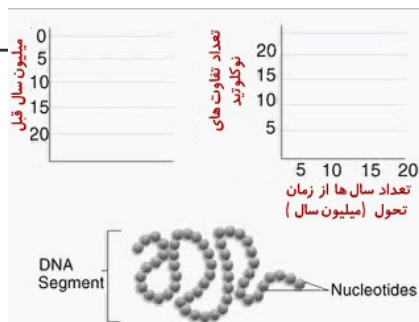 میلیون سال قبل
0
5
10
15
20
تعداد تفاوت های
نوکلوتید
20
15
10
5
5 10 15 20
تعداد سال ها از زمان
تحول (میلیون سال )
DNA
Segment
Nucleotides